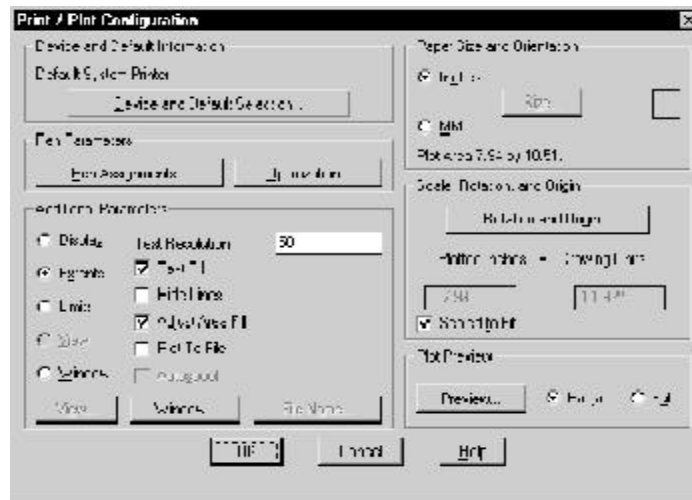 Print / Plot Configuration
Device and Default Information
Default System Printer
Device and Default Selection...
Pen Parameters
Pen Assignments...
Optimization...
Additional Parameters
Display
Extents
Limits
View
Window
Text Resolution
50
Text Fill
Hide Lines
Adjust Area Fill
Plot To File
Autospool
View...
Window...
File Name...
Paper Size and Orientation
Inches
Size...
MM
Plot Area 7.94 by 10.51.
Scale, Rotation, and Origin
Rotation and Origin...
Plotted Inches = Drawing Units
Scaled to Fit
Plot Preview
Preview...
Partial
Full
OK
Cancel
Help